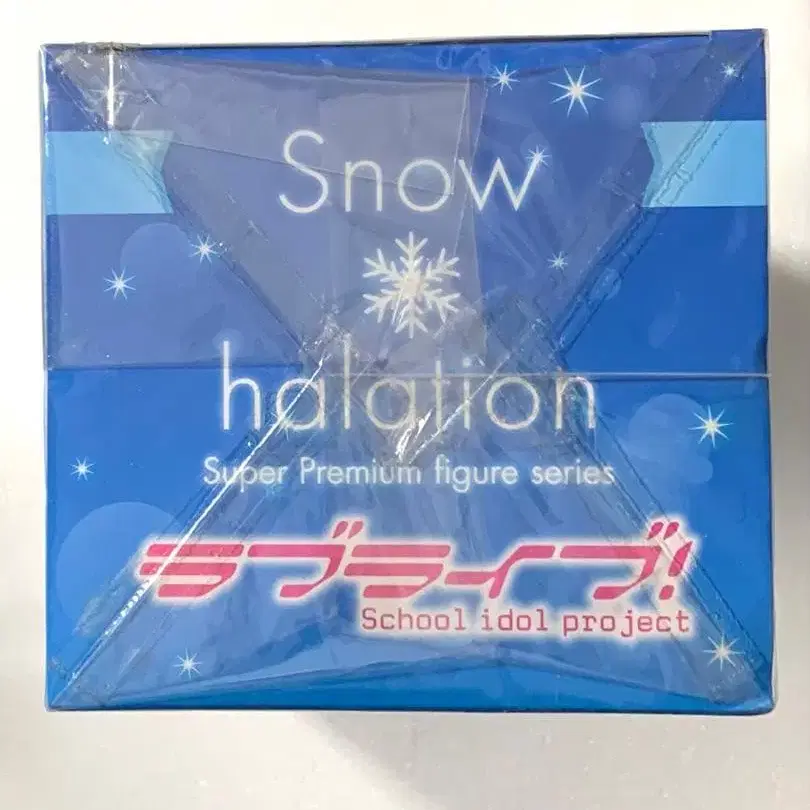 Snow
halation
Super Premium figure series
ラブライブ!
School idol project